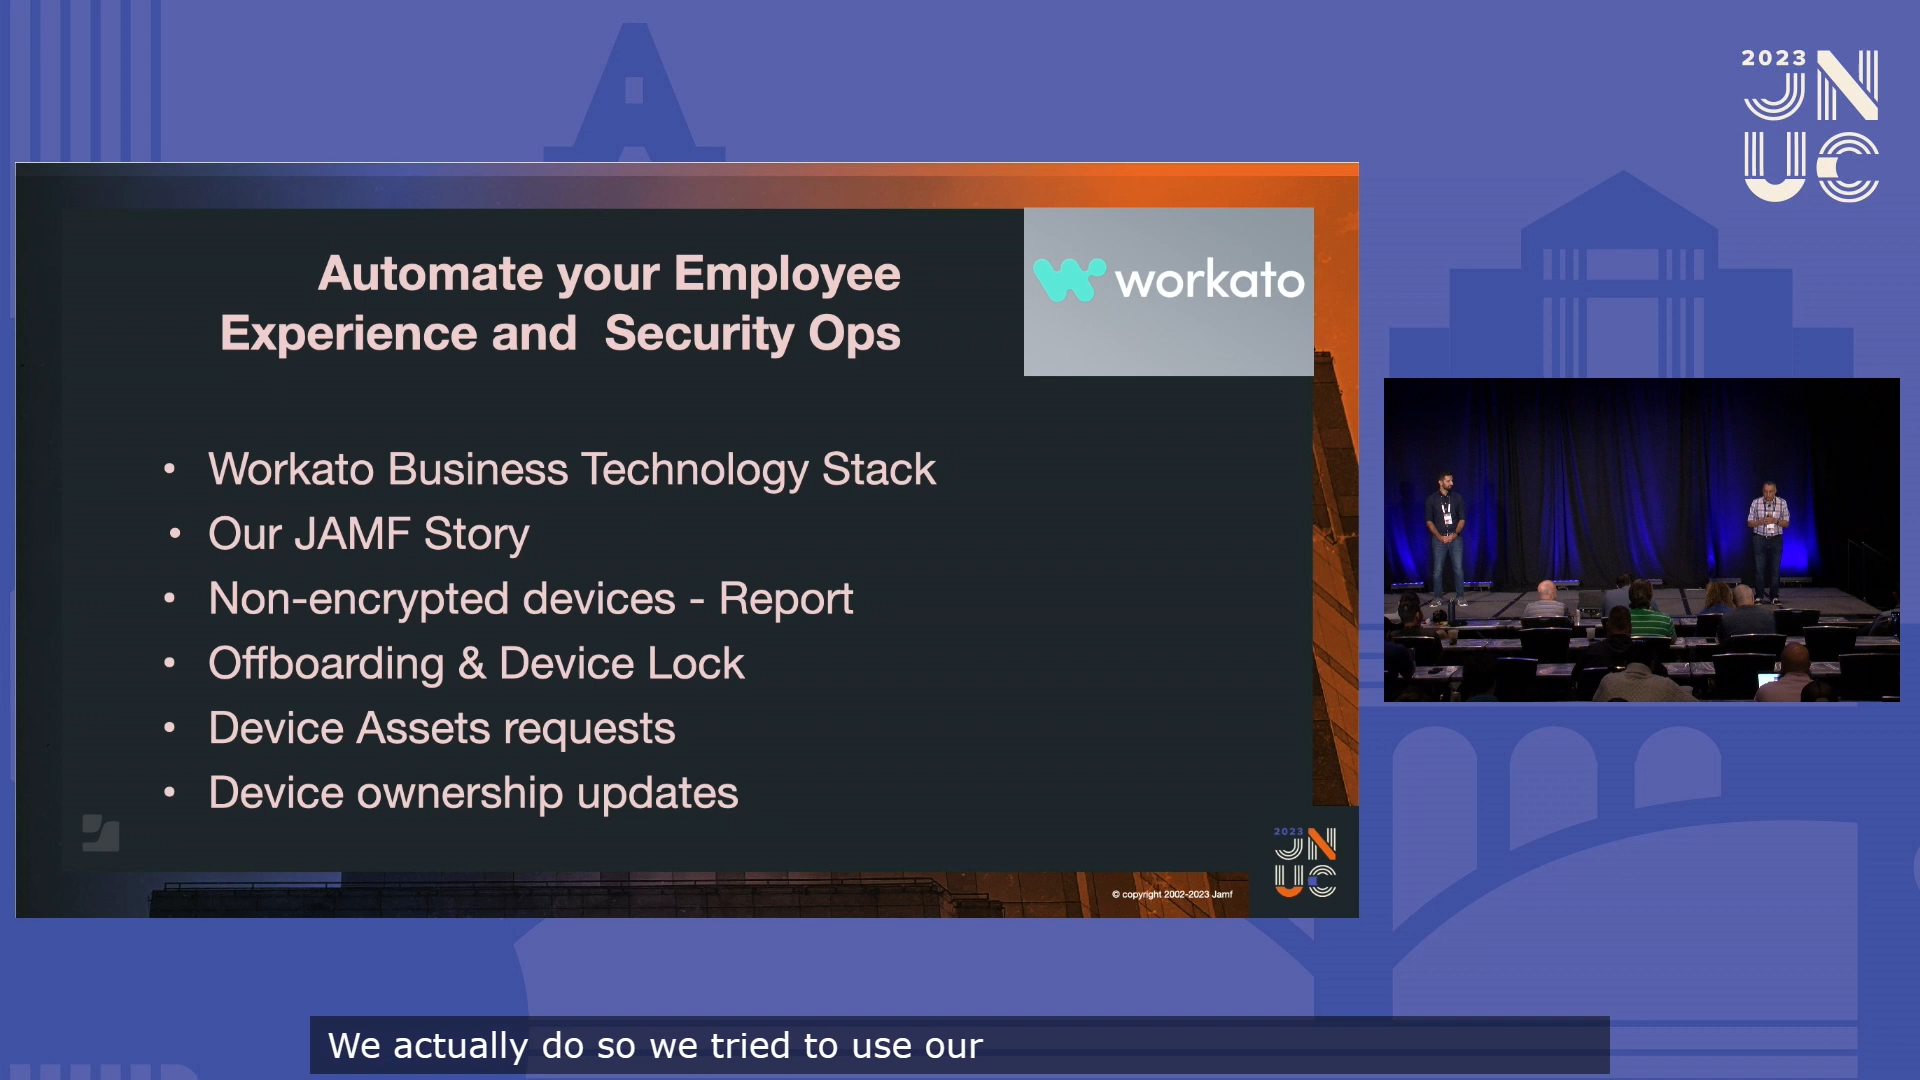 2023
JN
UC
Automate your Employee
Experience and  Security Ops
workato
• Workato Business Technology Stack
• Our JAMF Story
• Non-encrypted devices - Report
• Offboarding & Device Lock
• Device Assets requests
• Device ownership updates
2023
JN
UC
© copyright 2002-2023 Jamf
We actually do so we tried to use our